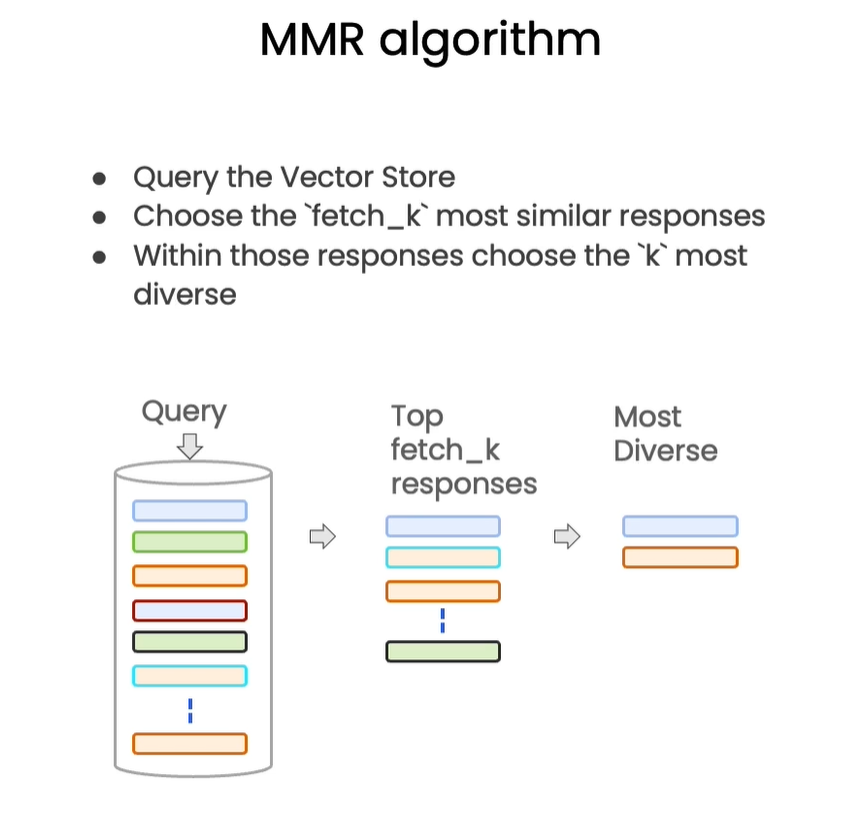 MMR algorithm
● Query the Vector Store
● Choose the `fetch_k` most similar responses
● Within those responses choose the `k` most
diverse
Query
Top
fetch_k
responses
Most
Diverse